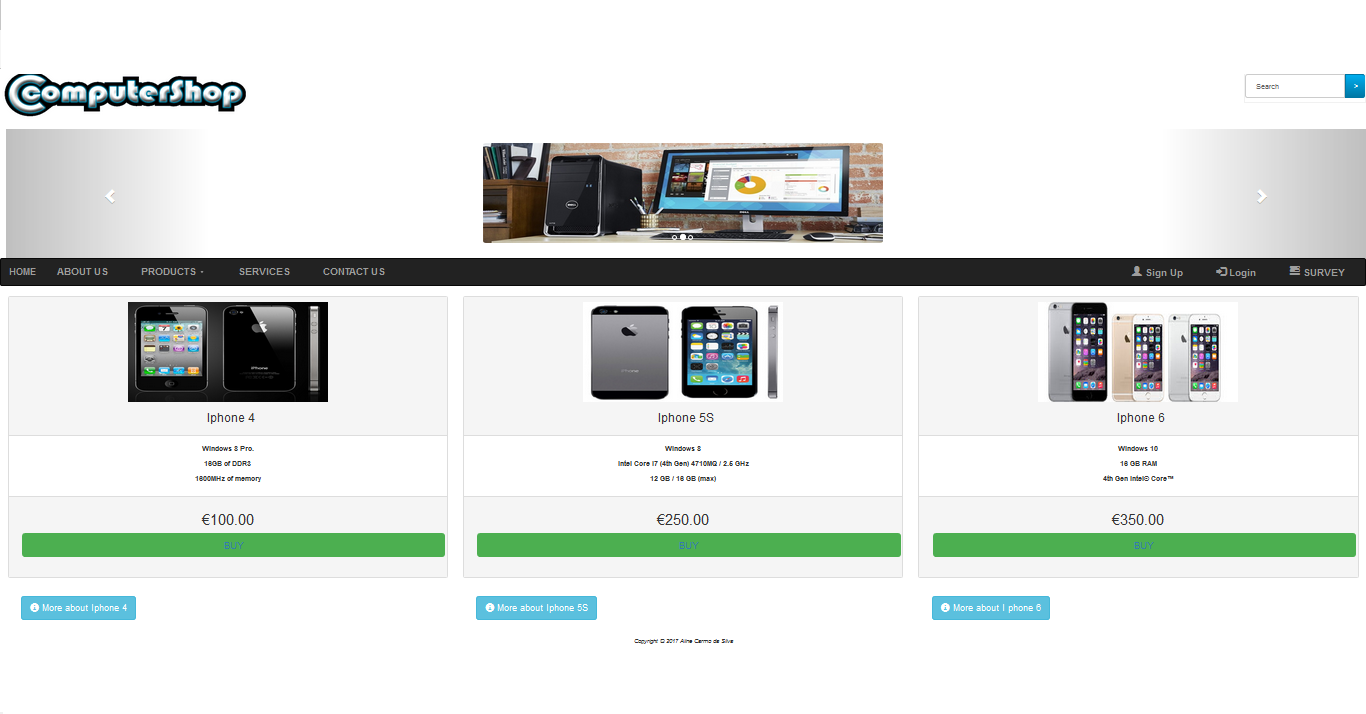 ComputerShop
Search >
HOME ABOUT US PRODUCTS SERVICES CONTACT US Sign Up Login SURVEY
Iphone 4 Iphone 5S Iphone 6
Windows 8 Pro. Windows 8 Windows 10
16GB of DDR3 Intel Core i7 (4th Gen) 4710MQ / 2.5 GHz 16 GB RAM
1600MHz of memory 12 GB / 16 GB (max) 4th Gen Intel® Core™
€100.00 €250.00 €350.00
BUY BUY BUY
More about Iphone 4 More about Iphone 5S More about I phone 6
Copyright © 2017 Aline Carmo da Silva